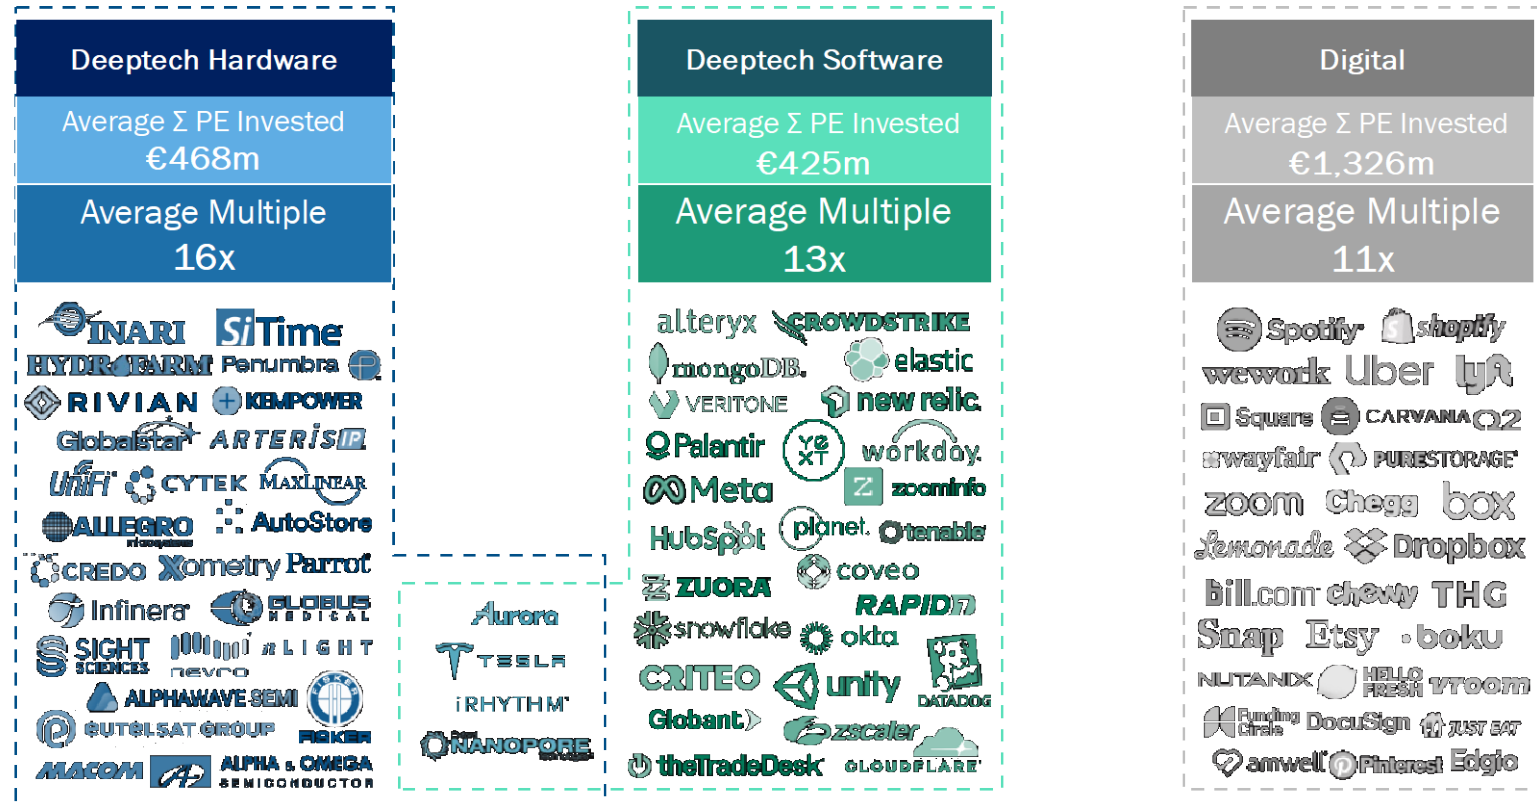 Deeptech Hardware
Average Σ PE Invested
€468m
Average Multiple
16x
INARI SiTime
HYDROFARM Penumbra P
RIVIAN KEMPOWER
Globalstar ARTERIS IP
UniFi CYTEK MAXLINEAR
ALLEGRO AutoStore
microsystems
CREDO Xometry Parrot
Infinera GLOBUS
MEDICAL
SIGHT nLIGHT
SCIENCES nevro
ALPHAWAVE SEMI FISKER
EUTELSAT GROUP FISKER
MACOM ALPHA & OMEGA
SEMICONDUCTOR
Aurora
TESLA
iRHYTHM
NANOPORE
Deeptech Software
Average Σ PE Invested
€425m
Average Multiple
13x
alteryx CROWDSTRIKE
mongoDB. elastic
VERITONE new relic.
Palantir YEXT workday.
Meta Z zoominfo
HubSpot planet. tenable
ZUORA coveo
RAPID7
snowflake okta
CRITEO unity DATADOG
Globant zscaler
theTradeDesk CLOUDFLARE
Digital
Average Σ PE Invested
€1,326m
Average Multiple
11x
Spotify shopify
wework Uber lyft
Square CARVANA O2
wayfair PURESTORAGE
zoom Chegg box
Lemonade Dropbox
Bill.com chewy THG
Snap Etsy boku
NUTANIX HELLO FRESH vroom
Funding Circle DocuSign JUST EAT
amwell Pinterest Edgio